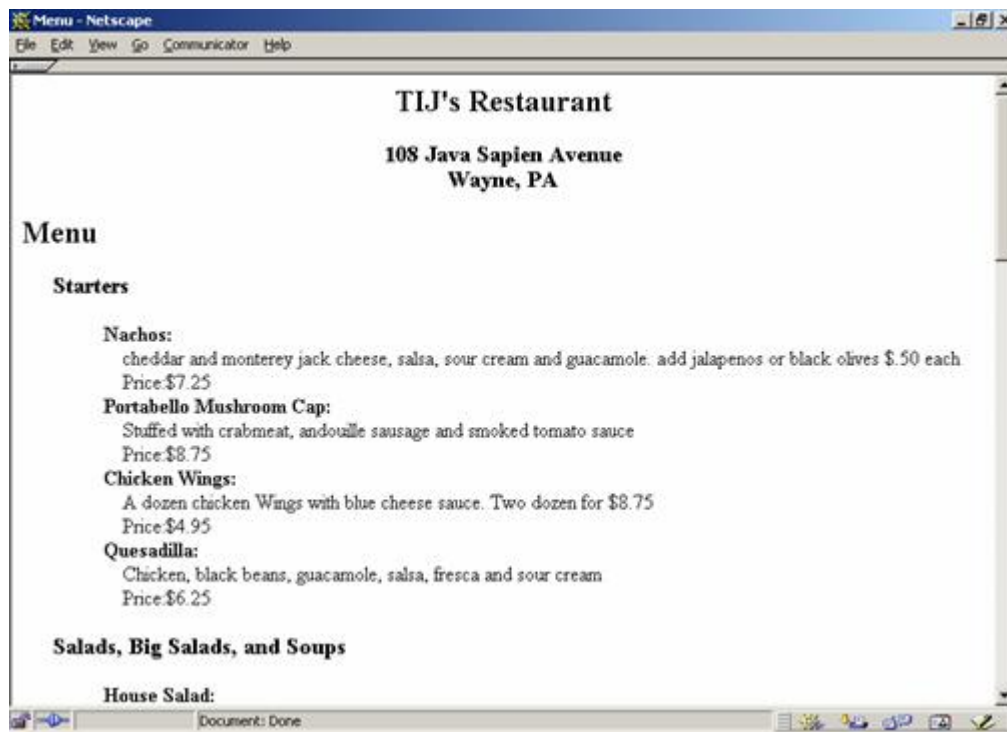 Menu - Netscape
File Edit View Go Communicator Help
TIJ's Restaurant
108 Java Sapien Avenue
Wayne, PA
Menu
Starters
Nachos:
cheddar and monterey jack cheese, salsa, sour cream and guacamole. add jalapenos or black olives $.50 each
Price:$7.25
Portabello Mushroom Cap:
Stuffed with crabmeat, andouille sausage and smoked tomato sauce
Price:$8.75
Chicken Wings:
A dozen chicken Wings with blue cheese sauce. Two dozen for $8.75
Price:$4.95
Quesadilla:
Chicken, black beans, guacamole, salsa, fresca and sour cream
Price:$6.25
Salads, Big Salads, and Soups
House Salad:
Document: Done